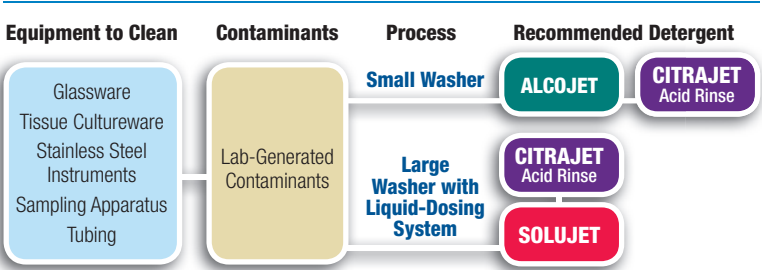 Equipment to Clean
Contaminants
Process
Recommended Detergent
Glassware
Tissue Cultureware
Stainless Steel
Instruments
Sampling Apparatus
Tubing
Lab-Generated
Contaminants
Small Washer
ALCOJET
CITRAJET
Acid Rinse
Large
Washer with
Liquid-Dosing
System
CITRAJET
Acid Rinse
SOLUJET